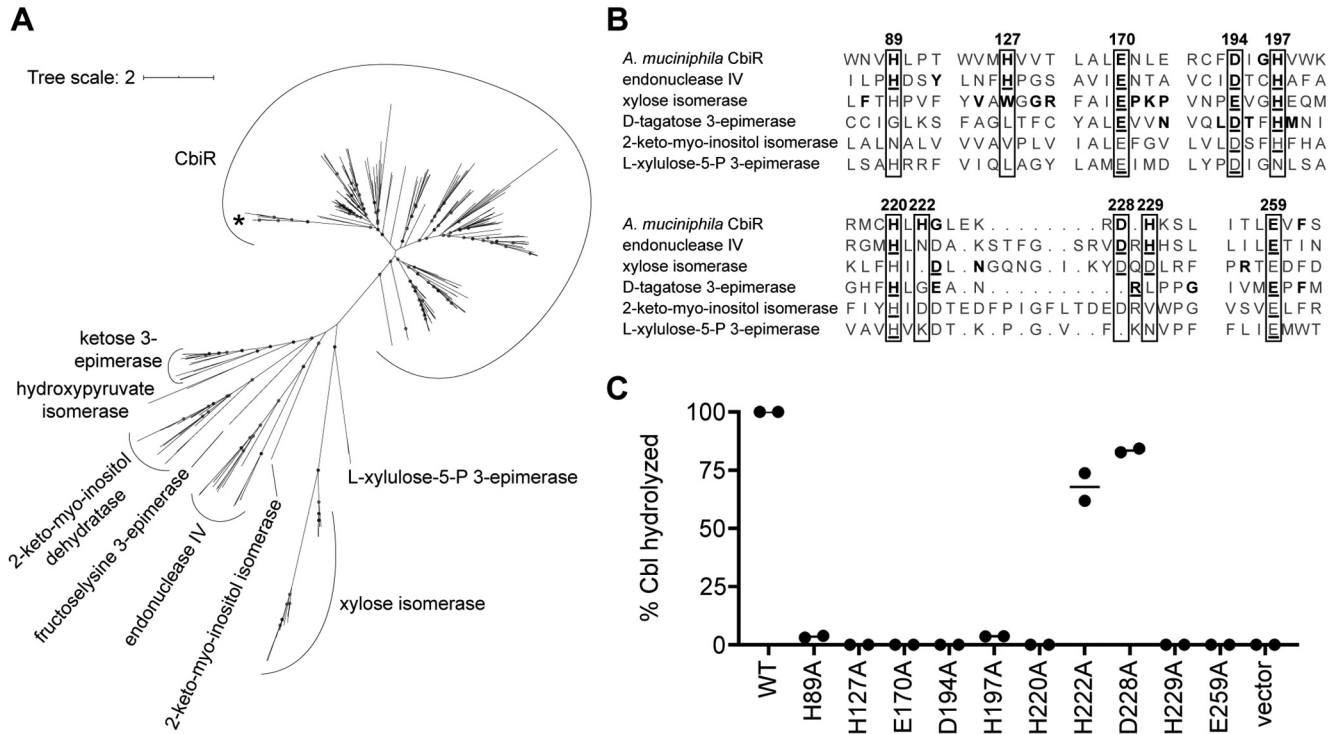 A
Tree scale: 2
CbiR
*
ketose 3-
epimerase
hydroxypyruvate
isomerase
2-keto-myo-inositol
dehydratase
fructoselysine 3-epimerase
endonuclease IV
2-keto-myo-inositol isomerase
L-xylulose-5-P 3-epimerase
xylose isomerase
B
89 127 170 194 197
A. muciniphila CbiR WNVHLPT WVMHVVT LALENLE RCFDIGHVWK
endonuclease IV ILPHDSY LNFHPGS AVIENTA VCIDTCHAFA
xylose isomerase LFTHPVF YVAWGGR FAIEPKP VNPEVGHEQM
D-tagatose 3-epimerase CCIGLKS FAGLTFC YALEVVN VQLDTFHMNI
2-keto-myo-inositol isomerase LALNALV VVAVPLV IALEFGV LVLDSFHFHA
L-xylulose-5-P 3-epimerase LSAHRRF VIQLAGY LAMEIMD LYPDIGNLSA
220 222 228 229 259
A. muciniphila CbiR RMCHLHGLEK........RDHKSL ITLEVFS
endonuclease IV RGMHLNDA.KSTFG.SRVDRHHSL LILETIN
xylose isomerase KLFHI.DL.NGQNG.I.KYDQDLRF PRTEDFD
D-tagatose 3-epimerase GHFHLGEA.N........RLPPG IVMEPFM
2-keto-myo-inositol isomerase FIYHIDDTEDFPIGFLTDEDRVWPG VSVELFR
L-xylulose-5-P 3-epimerase VAVHVKDT.K.P.G.V..F.KNVPF FLIEMWT
C
% Cbl hydrolyzed
100
75
50
25
0
WT
H89A
H127A
E170A
D194A
H197A
H220A
H222A
D228A
H229A
E259A
vector